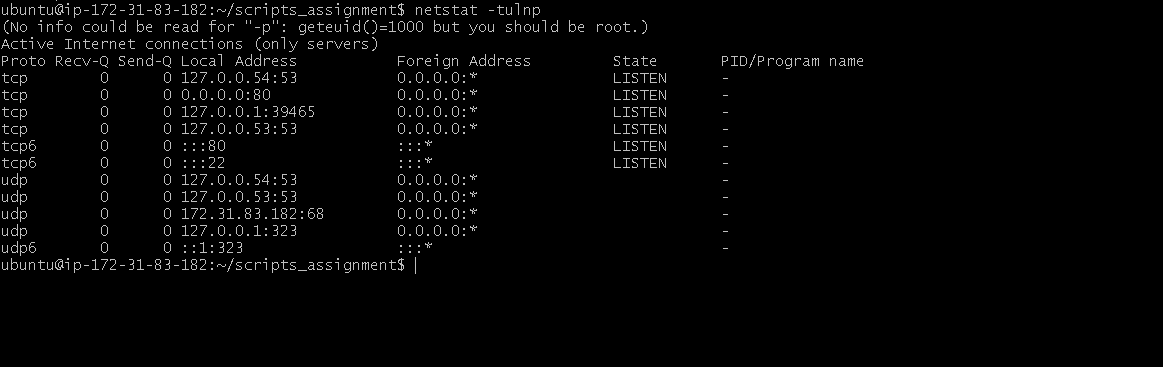 ubuntu@ip-172-31-83-182:~/scripts_assignment$ netstat -tulnp
(No info could be read for "-p": geteuid()=1000 but you should be root.)
Active Internet connections (only servers)
Proto Recv-Q Send-Q Local Address           Foreign Address         State       PID/Program name
tcp        0      0 127.0.0.54:53           0.0.0.0:*               LISTEN      -
tcp        0      0 0.0.0.0:80              0.0.0.0:*               LISTEN      -
tcp        0      0 127.0.0.1:39465         0.0.0.0:*               LISTEN      -
tcp        0      0 127.0.0.53:53           0.0.0.0:*               LISTEN      -
tcp6       0      0 :::80                   :::*                    LISTEN      -
tcp6       0      0 :::22                   :::*                    LISTEN      -
udp        0      0 127.0.0.54:53           0.0.0.0:*                           -
udp        0      0 127.0.0.53:53           0.0.0.0:*                           -
udp        0      0 172.31.83.182:68        0.0.0.0:*                           -
udp        0      0 127.0.0.1:323           0.0.0.0:*                           -
udp6       0      0 ::1:323                 :::*                                -
ubuntu@ip-172-31-83-182:~/scripts_assignment$